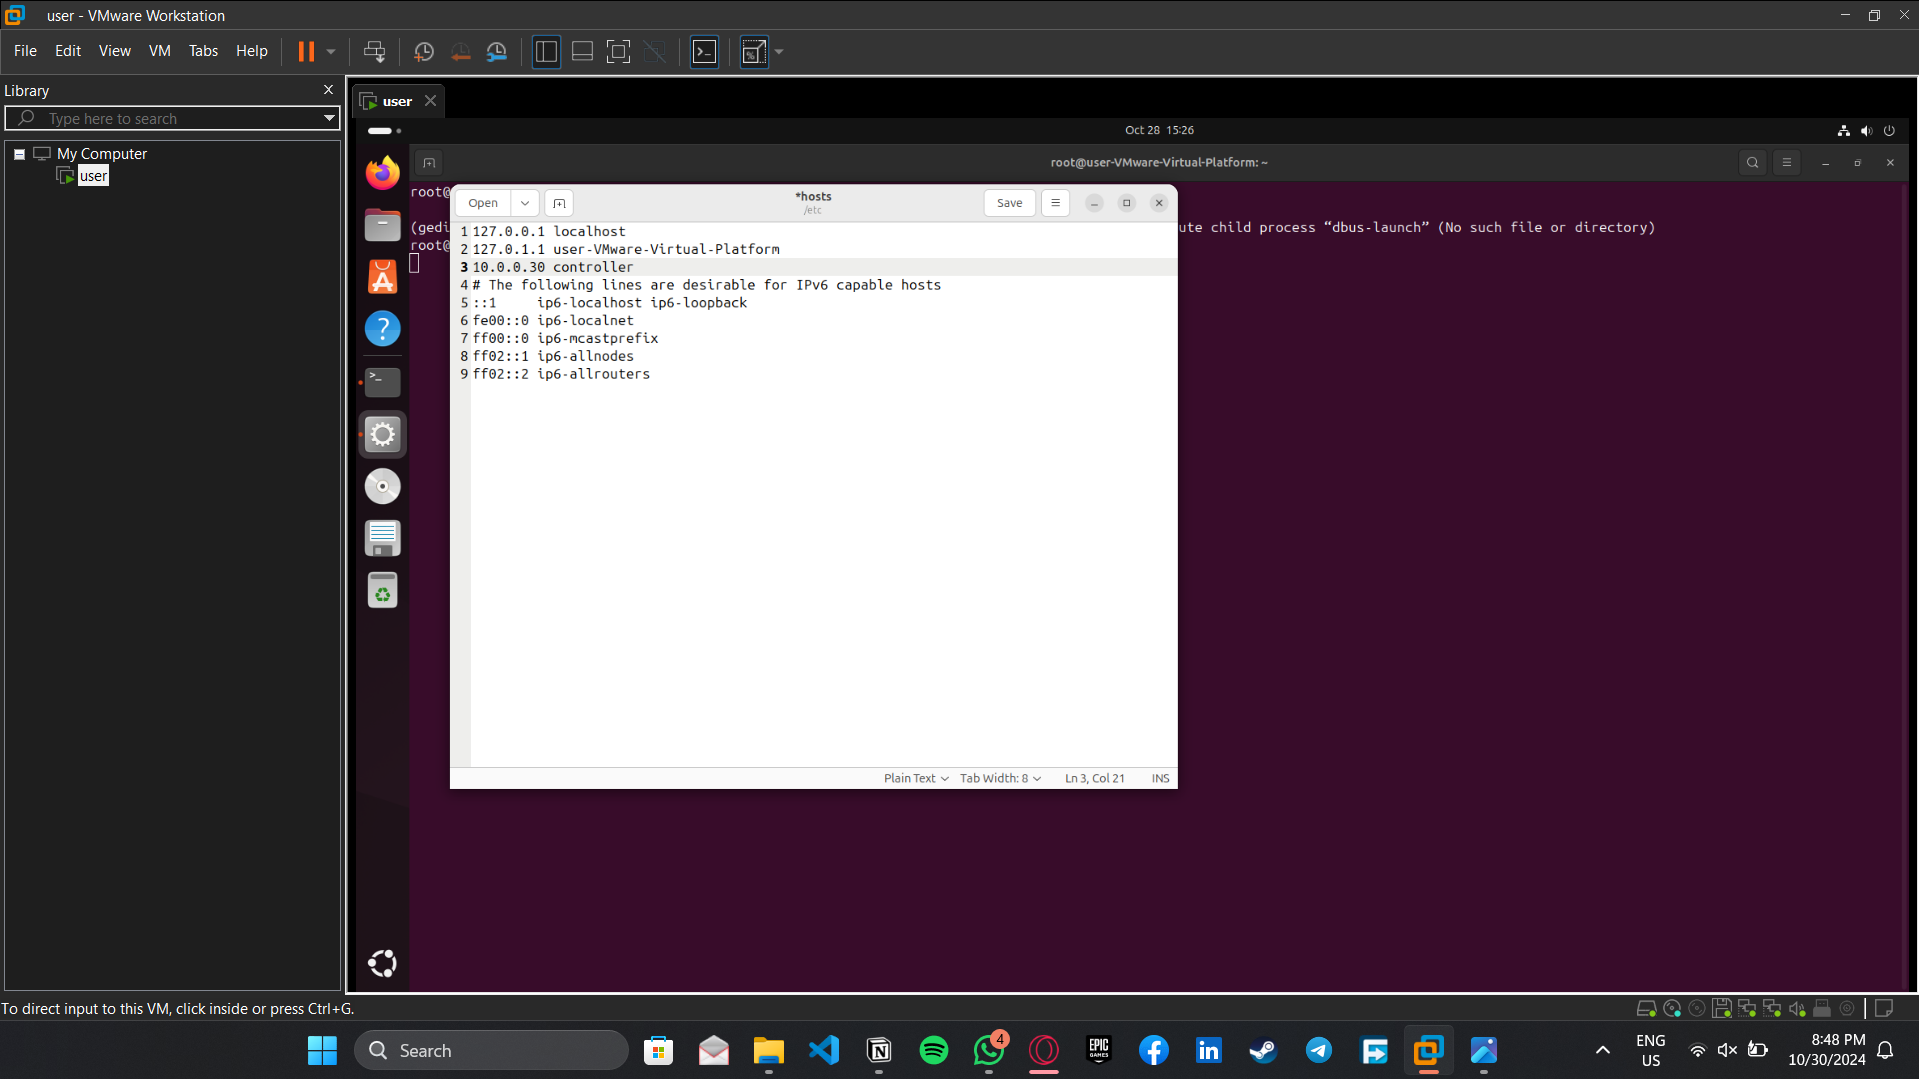 user - VMware Workstation
File Edit View VM Tabs Help
Library
Type here to search
My Computer
user
user
Oct 28 15:26
root@user-VMware-Virtual-Platform: ~
root@
(gedi
ute child process “dbus-launch” (No such file or directory)
root@
Open
*hosts
/etc
Save
1 127.0.0.1 localhost
2 127.0.1.1 user-VMware-Virtual-Platform
3 10.0.0.30 controller
4 # The following lines are desirable for IPv6 capable hosts
5 ::1     ip6-localhost ip6-loopback
6 fe00::0 ip6-localnet
7 ff00::0 ip6-mcastprefix
8 ff02::1 ip6-allnodes
9 ff02::2 ip6-allrouters
Plain Text Tab Width: 8 Ln 3, Col 21 INS
To direct input to this VM, click inside or press Ctrl+G.
Search
4
EPIC
GAMES
ENG
US
8:48 PM
10/30/2024